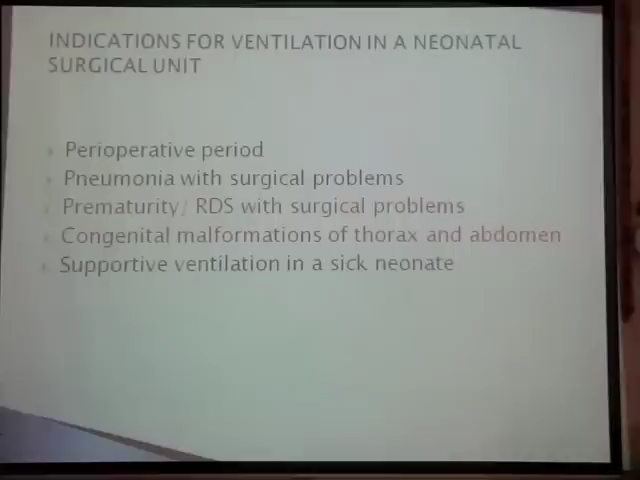 INDICATIONS FOR VENTILATION IN A NEONATAL
SURGICAL UNIT
Perioperative period
Pneumonia with surgical problems
Prematurity/ RDS with surgical problems
Congenital malformations of thorax and abdomen
Supportive ventilation in a sick neonate